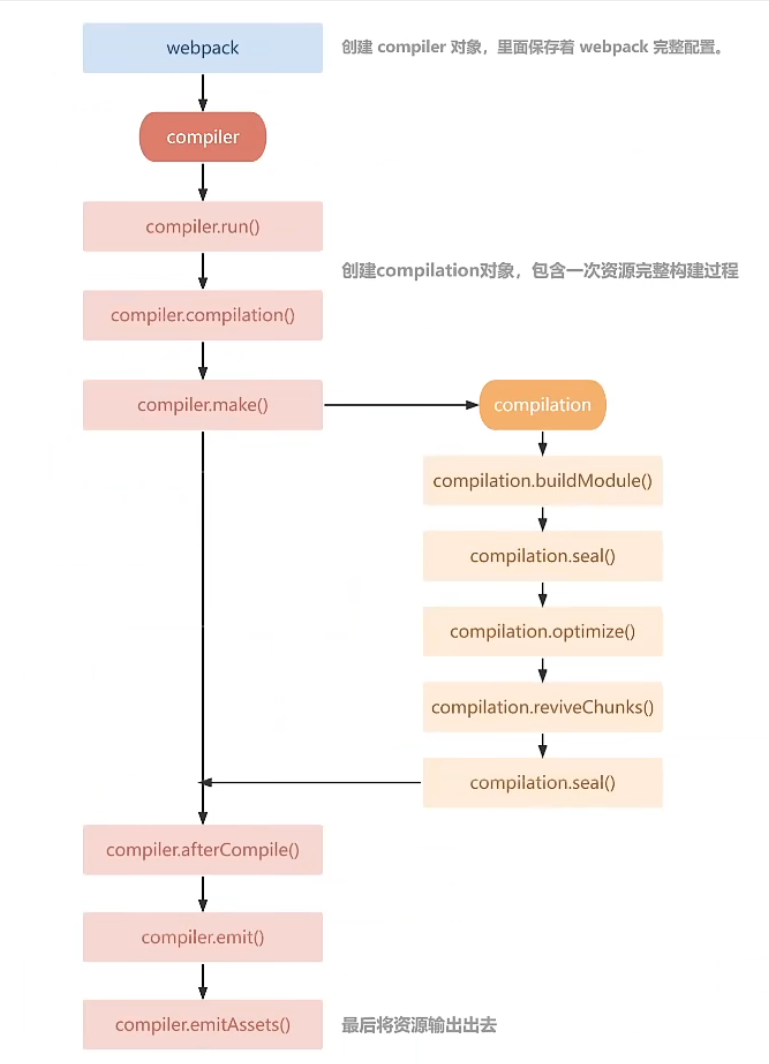 webpack
创建 compiler 对象，里面保存着 webpack 完整配置。
compiler
compiler.run()
创建compilation对象，包含一次资源完整构建过程
compiler.compilation()
compiler.make()
compilation
compilation.buildModule()
compilation.seal()
compilation.optimize()
compilation.reviveChunks()
compilation.seal()
compiler.afterCompile()
compiler.emit()
compiler.emitAssets()
最后将资源输出出去